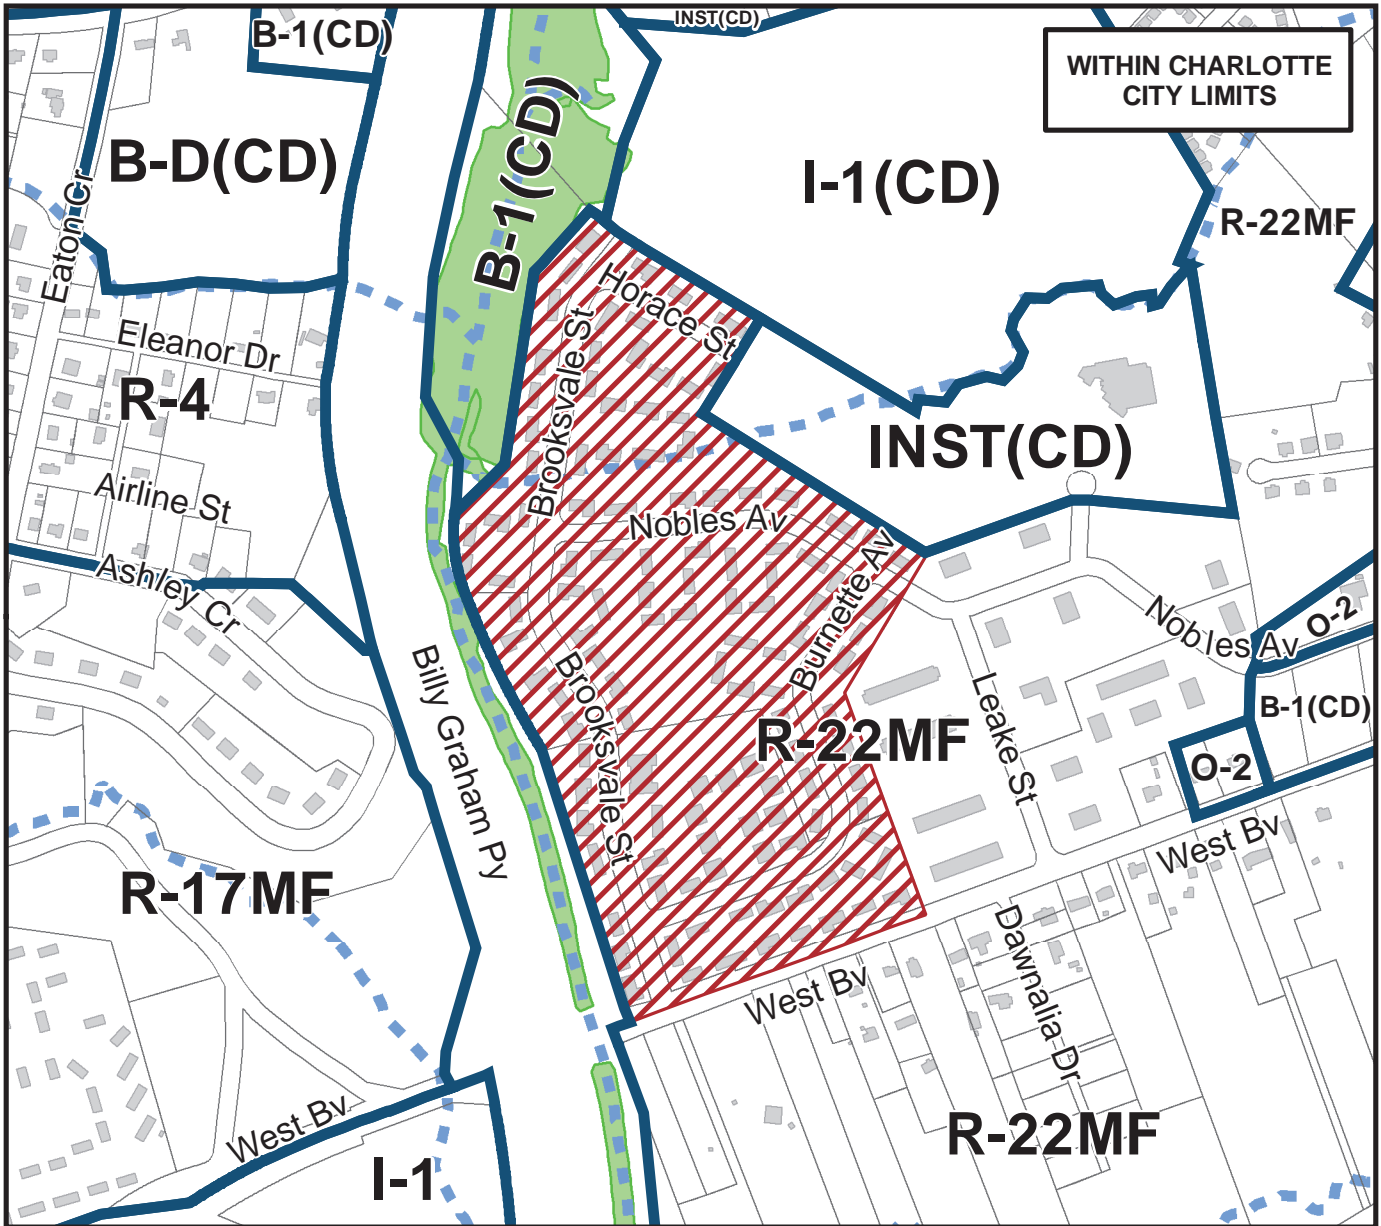 INST(CD)
B-1(CD)
WITHIN CHARLOTTE
CITY LIMITS
B-D(CD)
B-1(CD)
I-1(CD)
R-22MF
Eaton Cr
Horace St
Eleanor Dr
Brooksvale St
R-4
INST(CD)
Airline St
Nobles Av
Ashley Cr
Burnette Av
Nobles Av
O-2
Billy Graham Py
Brooksvale St
Leake St
R-22MF
B-1(CD)
O-2
West Bv
R-17MF
Dawnalia Dr
West Bv
West Bv
R-22MF
I-1